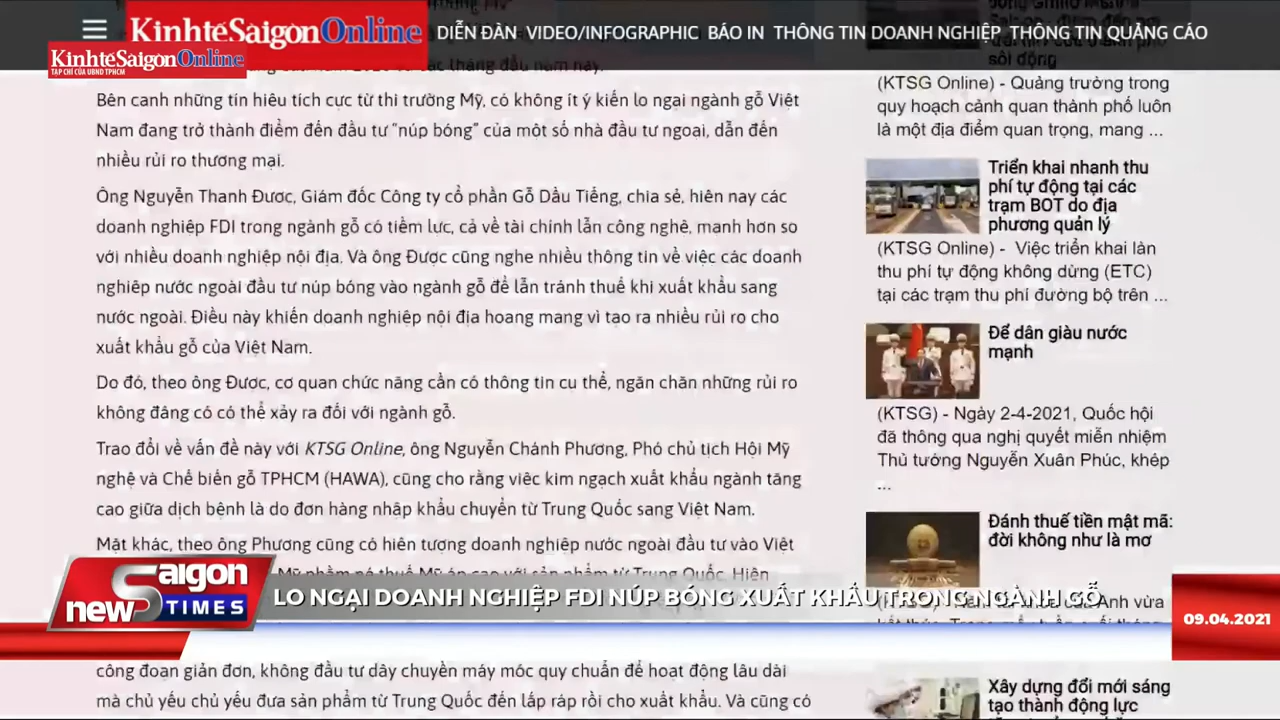 KinhtếSaigonOnline DIỄN ĐÀN VIDEO/INFOGRAPHIC BÁO IN THÔNG TIN DOANH NGHIỆP THÔNG TIN QUẢNG CÁO
KinhtếSaigonOnline
TẠP CHÍ CỦA UBND TPHCM
Bên cạnh những tín hiệu tích cực từ thị trường Mỹ, có không ít ý kiến lo ngại ngành gỗ Việt
Nam đang trở thành điểm đến đầu tư “núp bóng” của một số nhà đầu tư ngoại, dẫn đến
nhiều rủi ro thương mại.
Ông Nguyễn Thanh Được, Giám đốc Công ty cổ phần Gỗ Dầu Tiếng, chia sẻ, hiện nay các
doanh nghiệp FDI trong ngành gỗ có tiềm lực, cả về tài chính lẫn công nghệ, mạnh hơn so
với nhiều doanh nghiệp nội địa. Và ông Được cũng nghe nhiều thông tin về việc các doanh
nghiệp nước ngoài đầu tư núp bóng vào ngành gỗ để lẫn tránh thuế khi xuất khẩu sang
nước ngoài. Điều này khiến doanh nghiệp nội địa hoang mang vì tạo ra nhiều rủi ro cho
xuất khẩu gỗ của Việt Nam.
Do đó, theo ông Được, cơ quan chức năng cần có thông tin cụ thể, ngăn chặn những rủi ro
không đâng có có thể xảy ra đối với ngành gỗ.
Trao đổi về vấn đề này với KTSG Online, ông Nguyễn Chánh Phương, Phó chủ tịch Hội Mỹ
nghệ và Chế biến gỗ TPHCM (HAWA), cũng cho rằng việc kim ngạch xuất khẩu ngành tăng
cao giữa dịch bệnh là do đơn hàng nhập khẩu chuyển từ Trung Quốc sang Việt Nam.
Mặt khác, theo ông Phương cũng có hiện tượng doanh nghiệp nước ngoài đầu tư vào Việt
công đoạn giản đơn, không đầu tư dây chuyền máy móc quy chuẩn để hoạt động lâu dài
mà chủ yếu chủ yếu đưa sản phẩm từ Trung Quốc đến lắp ráp rồi cho xuất khẩu. Và cũng có
sôi động
(KTSG Online) - Quảng trường trong
quy hoạch cảnh quan thành phố luôn
là một địa điểm quan trọng, mang ...
Triển khai nhanh thu
phí tự động tại các
trạm BOT do địa
phương quản lý
(KTSG Online) - Việc triển khai làn
thu phí tự động không dừng (ETC)
tại các trạm thu phí đường bộ trên ...
Để dân giàu nước
mạnh
(KTSG) - Ngày 2-4-2021, Quốc hội
đã thông qua nghị quyết miễn nhiệm
Thủ tướng Nguyễn Xuân Phúc, khép
...
Đánh thuế tiền mật mã:
đời không như là mơ
Xây dựng đổi mới sáng
tạo thành động lực
Saigon
new TIMES
LO NGẠI DOANH NGHIỆP FDI NÚP BÓNG XUẤT KHẨU TRONG NGÀNH GỖ
09.04.2021